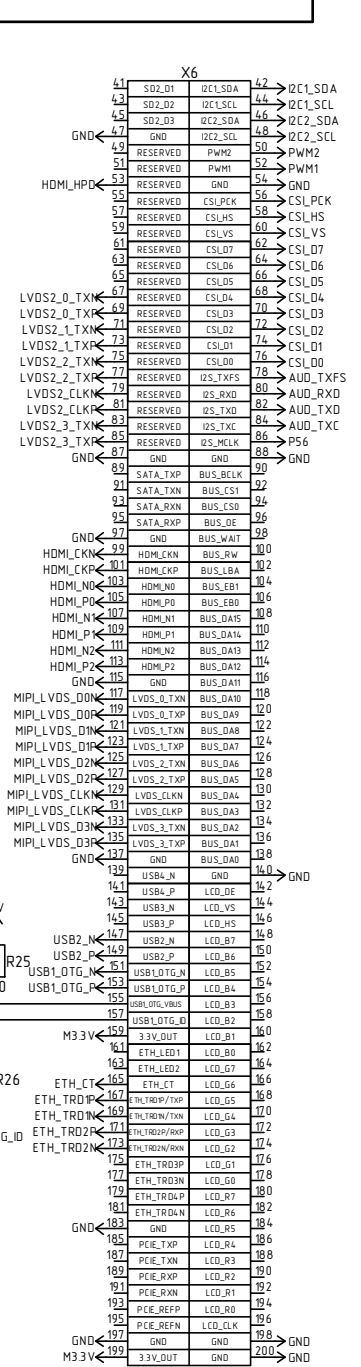 X6
41 SD2_D1 I2C1_SDA 42 I2C1_SDA
43 SD2_D2 I2C1_SCL 44 I2C1_SCL
45 SD2_D3 I2C2_SDA 46 I2C2_SDA
GND 47 GND I2C2_SCL 48 I2C2_SCL
49 RESERVED PWM2 50 PWM2
51 RESERVED PWM1 52 PWM1
HDMI_HPD 53 RESERVED GND 54 GND
55 RESERVED CSI_PCK 56 CSI_PCK
57 RESERVED CSI_HS 58 CSI_HS
59 RESERVED CSI_VS 60 CSI_VS
61 RESERVED CSI_D7 62 CSI_D7
63 RESERVED CSI_D6 64 CSI_D6
65 RESERVED CSI_D5 66 CSI_D5
LVDS2_0_TXN 67 RESERVED CSI_D4 68 CSI_D4
LVDS2_0_TXP 69 RESERVED CSI_D3 70 CSI_D3
LVDS2_1_TXN 71 RESERVED CSI_D2 72 CSI_D2
LVDS2_1_TXP 73 RESERVED CSI_D1 74 CSI_D1
LVDS2_2_TXN 75 RESERVED CSI_D0 76 CSI_D0
LVDS2_2_TXP 77 RESERVED I2S_TXFS 78 AUD_TXFS
LVDS2_CLKN 79 RESERVED I2S_RXD 80 AUD_RXD
LVDS2_CLKP 81 RESERVED I2S_TXD 82 AUD_TXD
LVDS2_3_TXN 83 RESERVED I2S_TXC 84 AUD_TXC
LVDS2_3_TXP 85 RESERVED I2S_MCLK 86 P56
GND 87 GND GND 88 GND
89 SATA_TXP BUS_BCLK 90
91 SATA_TXN BUS_CS1 92
93 SATA_RXN BUS_CS0 94
95 SATA_RXP BUS_OE 96
GND 97 GND BUS_WAIT 98
HDMI_CKN 99 HDMI_CKN BUS_RW 100
HDMI_CKP 101 HDMI_CKP BUS_LBA 102
HDMI_N0 103 HDMI_N0 BUS_EB1 104
HDMI_P0 105 HDMI_P0 BUS_EB0 106
HDMI_N1 107 HDMI_N1 BUS_DA15 108
HDMI_P1 109 HDMI_P1 BUS_DA14 110
HDMI_N2 111 HDMI_N2 BUS_DA13 112
HDMI_P2 113 HDMI_P2 BUS_DA12 114
GND 115 GND BUS_DA11 116
MIPI_LVDS_D0N 117 LVDS_0_TXN BUS_DA10 118
MIPI_LVDS_D0P 119 LVDS_0_TXP BUS_DA9 120
MIPI_LVDS_D1N 121 LVDS_1_TXN BUS_DA8 122
MIPI_LVDS_D1P 123 LVDS_1_TXP BUS_DA7 124
MIPI_LVDS_D2N 125 LVDS_2_TXN BUS_DA6 126
MIPI_LVDS_D2P 127 LVDS_2_TXP BUS_DA5 128
MIPI_LVDS_CLKN 129 LVDS_CLKN BUS_DA4 130
MIPI_LVDS_CLKP 131 LVDS_CLKP BUS_DA3 132
MIPI_LVDS_D3N 133 LVDS_3_TXN BUS_DA2 134
MIPI_LVDS_D3P 135 LVDS_3_TXP BUS_DA1 136
GND 137 GND BUS_DA0 138
139 USB4_N GND 140 GND
141 USB4_P LCD_DE 142
143 USB3_N LCD_VS 144
145 USB3_P LCD_HS 146
USB2_N 147 USB2_N LCD_B7 148
R25 USB2_P 149 USB2_P LCD_B6 150
USB1_OTG_N 151 USB1_OTG_N LCD_B5 152
0 USB1_OTG_P 153 USB1_OTG_P LCD_B4 154
155 USB1_OTG_VBUS LCD_B3 156
157 USB1_OTG_ID LCD_B2 158
M3.3V 159 3.3V_OUT LCD_B1 160
161 ETH_LED1 LCD_B0 162
163 ETH_LED2 LCD_G7 164
R26 ETH_CT 165 ETH_CT LCD_G6 166
ETH_TRD1P 167 ETH_TRD1P/TXP LCD_G5 168
ETH_TRD1N 169 ETH_TRD1N/TXN LCD_G4 170
G_ID ETH_TRD2P 171 ETH_TRD2P/RXP LCD_G3 172
ETH_TRD2N 173 ETH_TRD2N/RXN LCD_G2 174
175 ETH_TRD3P LCD_G1 176
177 ETH_TRD3N LCD_G0 178
179 ETH_TRD4P LCD_R7 180
181 ETH_TRD4N LCD_R6 182
GND 183 GND LCD_R5 184
185 PCIE_TXP LCD_R4 186
187 PCIE_TXN LCD_R3 188
189 PCIE_RXP LCD_R2 190
191 PCIE_RXN LCD_R1 192
193 PCIE_REFP LCD_R0 194
195 PCIE_REFN LCD_CLK 196
GND 197 GND GND 198 GND
M3.3V 199 3.3V_OUT GND 200 GND